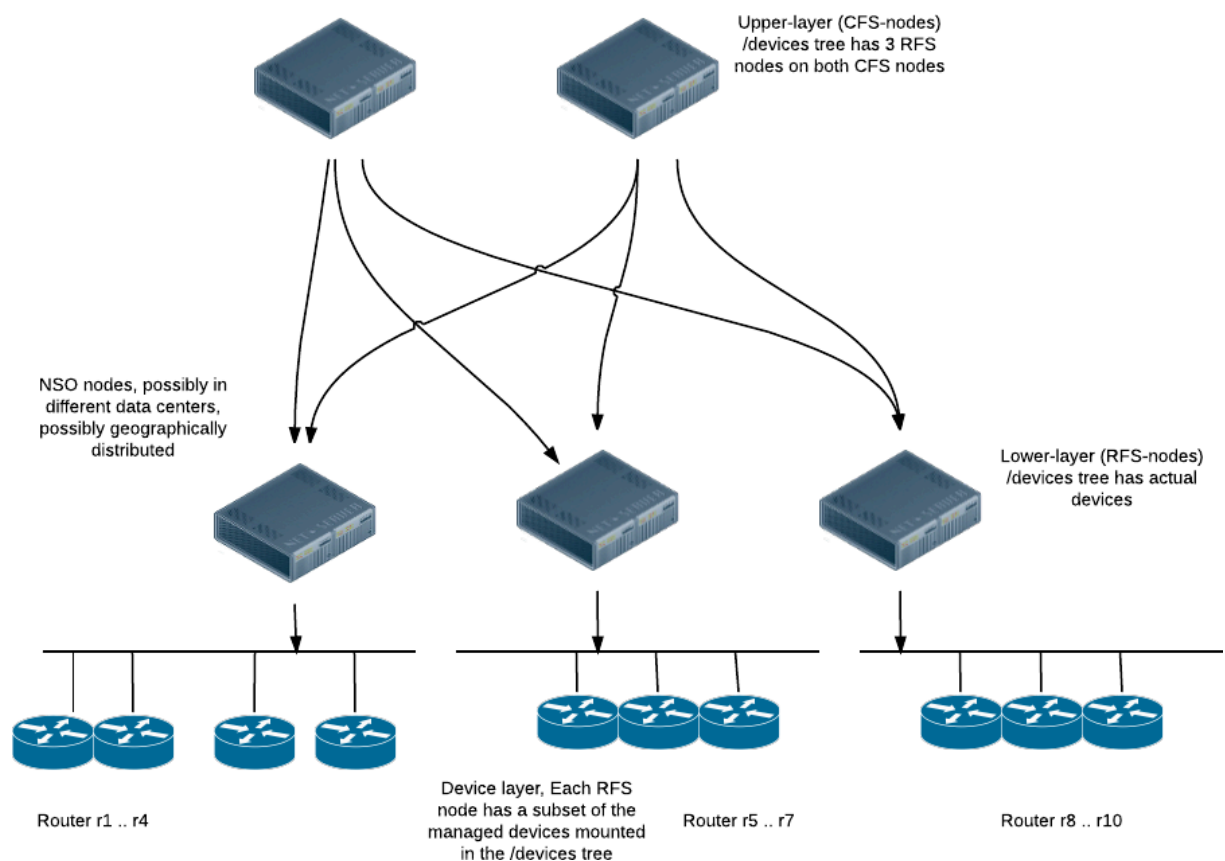 Upper-layer (CFS-nodes)
/devices tree has 3 RFS
nodes on both CFS nodes
NSO nodes, possibly in
different data centers,
possibly geographically
distributed
Lower-layer (RFS-nodes)
/devices tree has actual
devices
Device layer, Each RFS
node has a subset of the
managed devices mounted
in the /devices tree
Router r1 .. r4
Router r5 .. r7
Router r8 .. r10